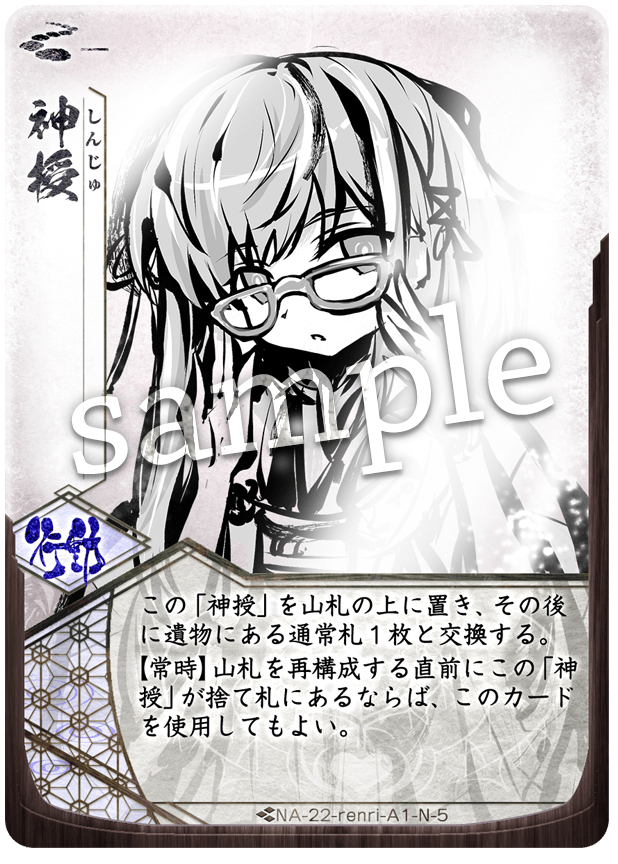 神授
しんじゅ
sample
行動
この「神授」を山札の上に置き、その後
に遺物にある通常札1枚と交換する。
【常時】山札を再構成する直前にこの「神
授」が捨て札にあるならば、このカード
を使用してもよい。
NA-22-renri-A1-N-5